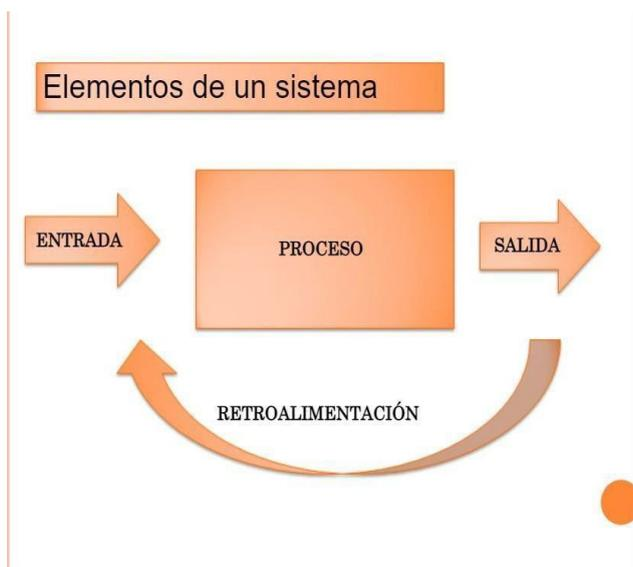 Elementos de un sistema
ENTRADA
PROCESO
SALIDA
RETROALIMENTACIÓN